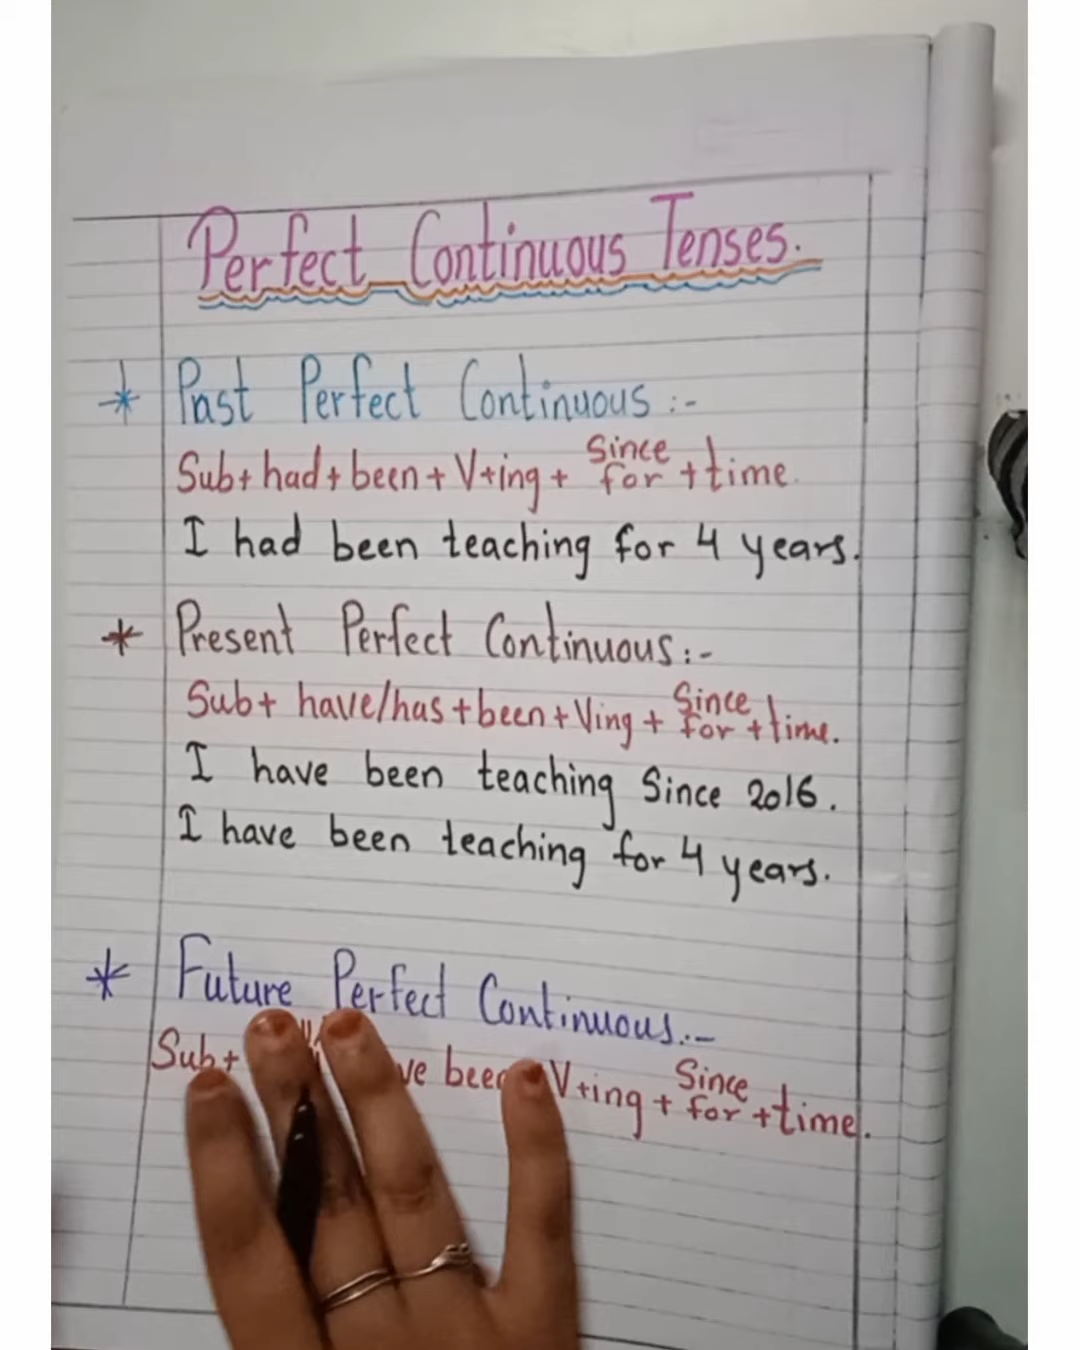 Perfect Continuous Tenses.
* Past Perfect Continuous :-
Sub + had + been + V+ing + Since for + time.
I had been teaching for 4 years.
* Present Perfect Continuous :-
Sub + have/has + been + Ving + Since for + time.
I have been teaching Since 2016.
I have been teaching for 4 years.
* Future Perfect Continuous :-
Sub + been V+ing + Since for + time.